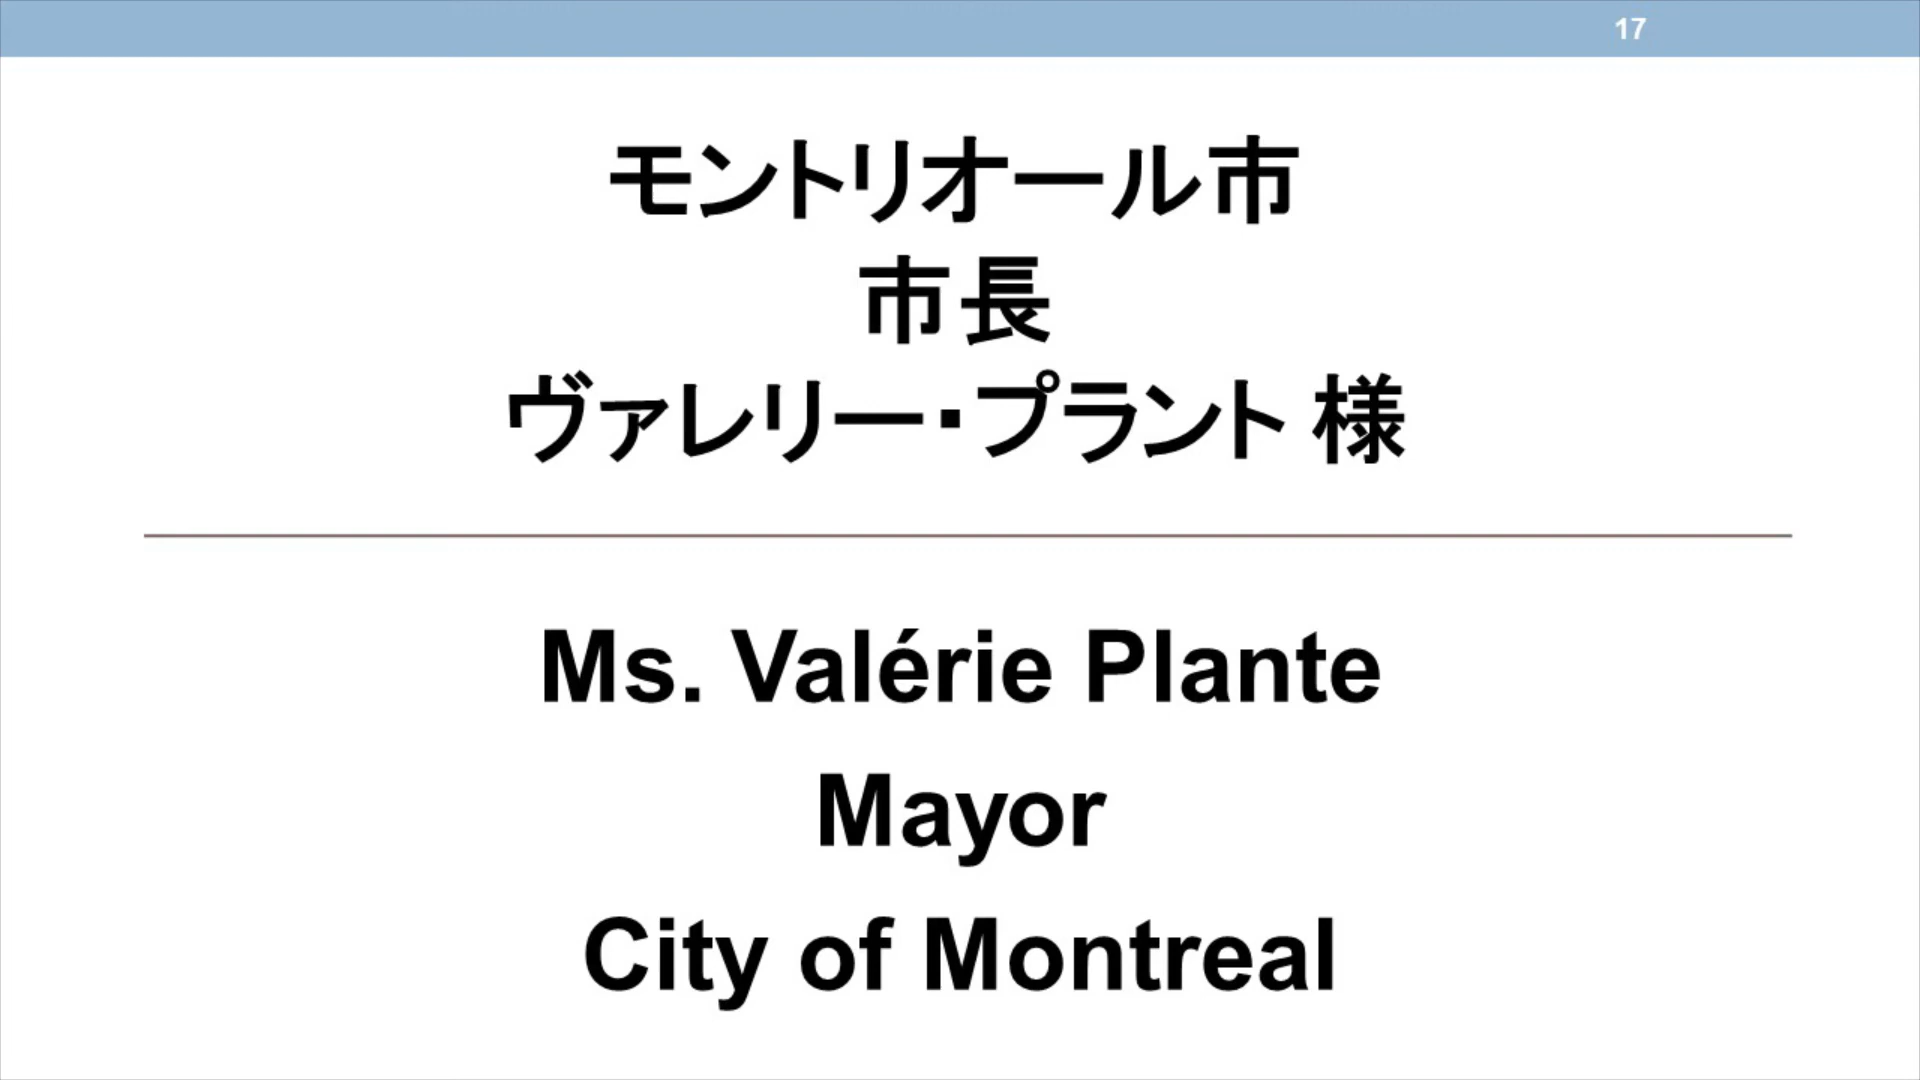 17
モントリオール市
市長
ヴァレリー・プラント 様
Ms. Valérie Plante
Mayor
City of Montreal